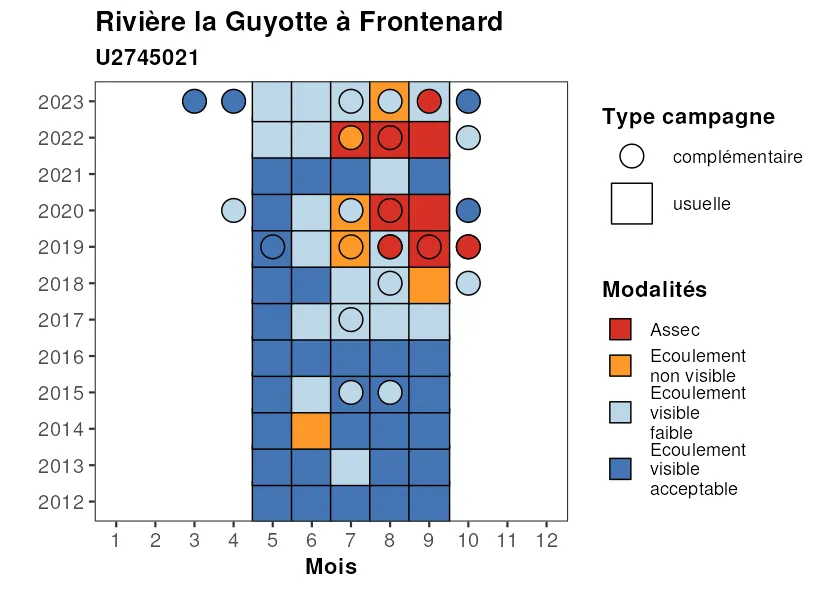 Rivière la Guyotte à Frontenard
U2745021
2023
2022
2021
2020
2019
2018
2017
2016
2015
2014
2013
2012
1 2 3 4 5 6 7 8 9 10 11 12
Mois
Type campagne
complémentaire
usuelle
Modalités
Assec
Ecoulement
non visible
Ecoulement
visible
faible
Ecoulement
visible
acceptable